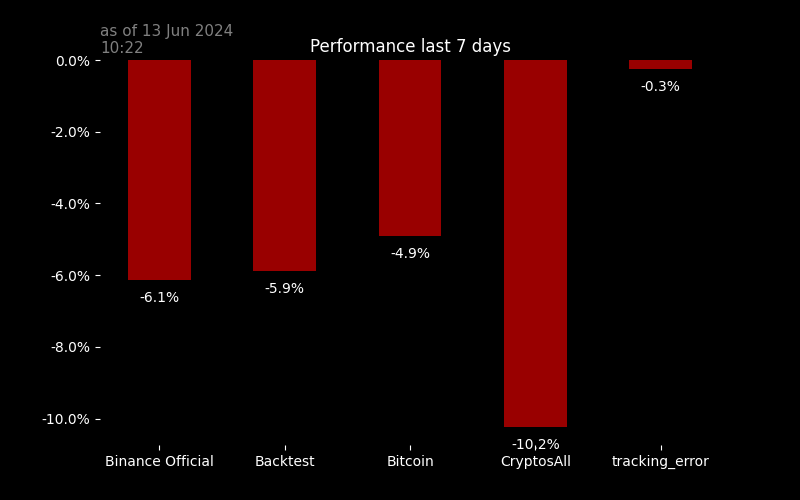 as of 13 Jun 2024
10:22
Performance last 7 days
0.0%
-2.0%
-4.0%
-6.0%
-8.0%
-10.0%
-6.1%
-5.9%
-4.9%
-10.2%
-0.3%
Binance Official
Backtest
Bitcoin
CryptosAll
tracking_error